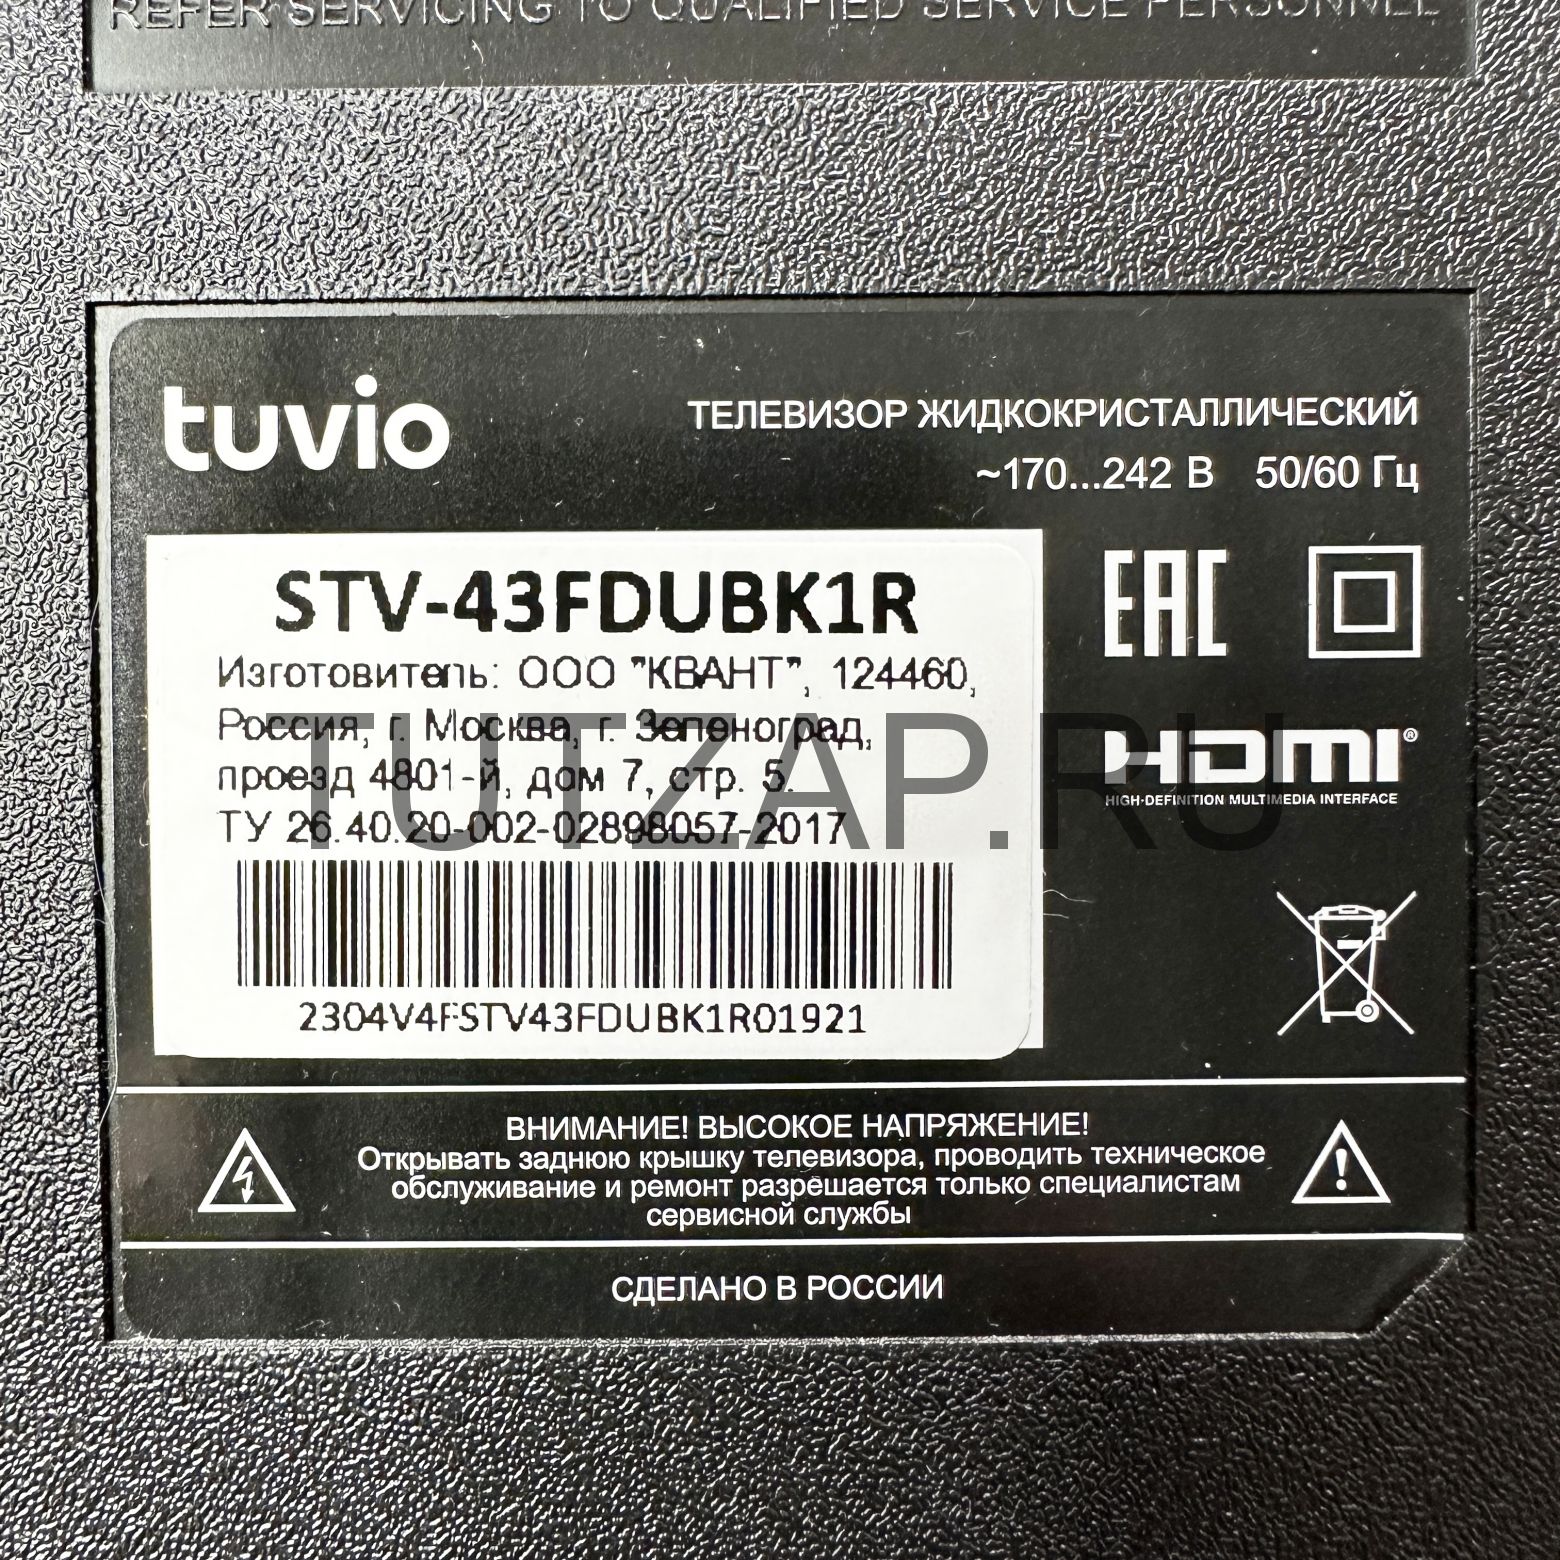 REFER SERVICING TO QUALIFIED SERVICE PERSONNEL
tuvio
ТЕЛЕВИЗОР ЖИДКОКРИСТАЛЛИЧЕСКИЙ
~170...242 В 50/60 Гц
STV-43FDUBK1R
Изготовитель: ООО "КВАНТ", 124460,
Россия, г. Москва, г. Зеленоград,
проезд 4801-й, дом 7, стр. 5.
ТУ 26.40.20-002-02898057-2017
2304V4FSTV43FDUBK1R01921
EAC
HDMI®
HIGH-DEFINITION MULTIMEDIA INTERFACE
TUTZAP.RU
ВНИМАНИЕ! ВЫСОКОЕ НАПРЯЖЕНИЕ!
Открывать заднюю крышку телевизора, проводить техническое
обслуживание и ремонт разрешается только специалистам
сервисной службы
СДЕЛАНО В РОССИИ